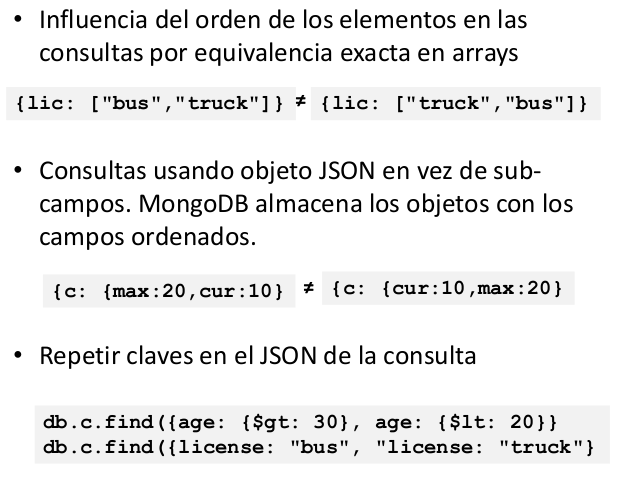 • Influencia del orden de los elementos en las
consultas por equivalencia exacta en arrays
{lic: ["bus","truck"]} ≠ {lic: ["truck","bus"]}
• Consultas usando objeto JSON en vez de sub-
campos. MongoDB almacena los objetos con los
campos ordenados.
{c: {max:20,cur:10} ≠ {c: {cur:10,max:20}
• Repetir claves en el JSON de la consulta
db.c.find({age: {$gt: 30}, age: {$lt: 20}}
db.c.find({license: "bus", "license: "truck"}